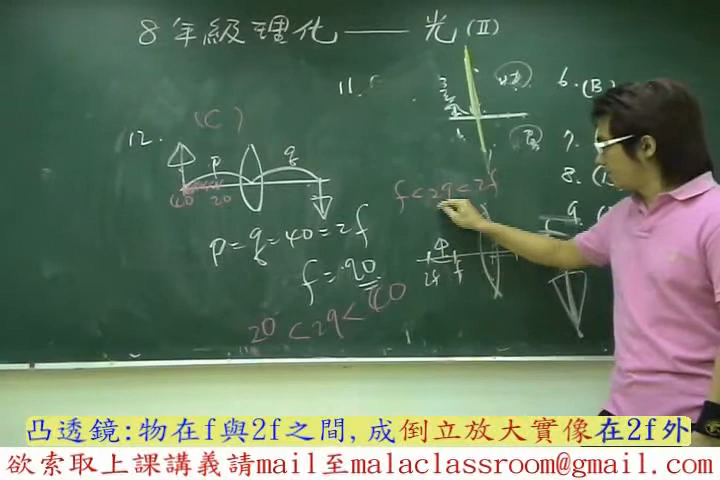 8年級理化——光(II)
11.
6.(B
12.
(C)
7.
P
q
40 20
8.
f<29<2f
9.
p=q=40=2f
2f f
f=20
20<29<40
凸透鏡:物在f與2f之間,成倒立放大實像在2f外
欲索取上課講義請mail至malaclassroom@gmail.com